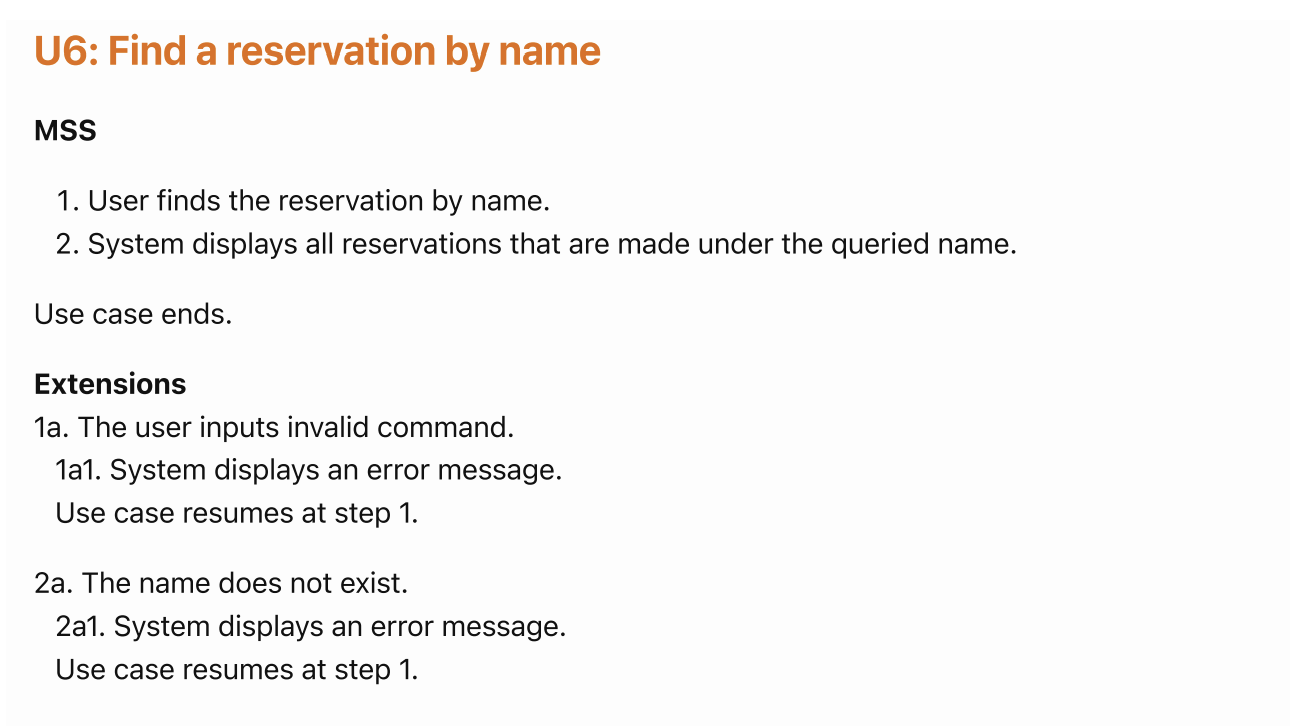 U6: Find a reservation by name
MSS
1. User finds the reservation by name.
2. System displays all reservations that are made under the queried name.
Use case ends.
Extensions
1a. The user inputs invalid command.
1a1. System displays an error message.
Use case resumes at step 1.
2a. The name does not exist.
2a1. System displays an error message.
Use case resumes at step 1.